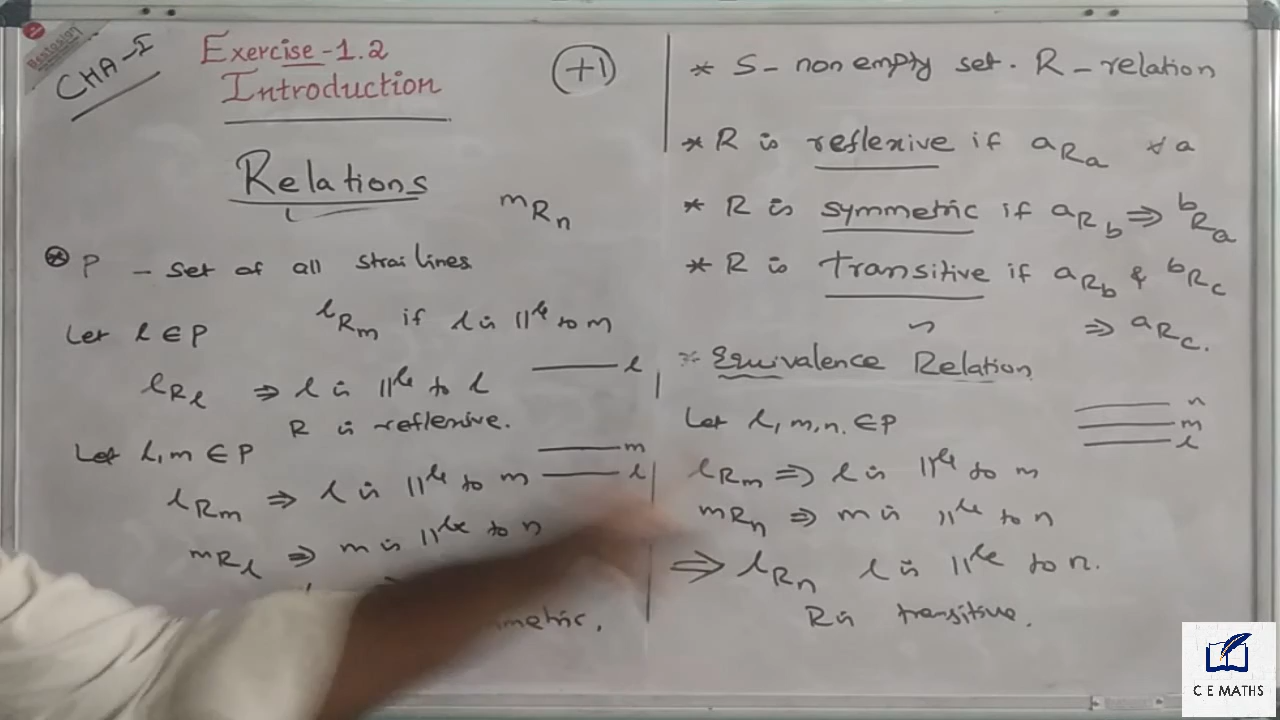 Bestosign
CHA-I
Exercise-1.2
Introduction
+1
Relations
mRn
P - Set of all strai lines
lRm if l is ||le to m
Let l ∈ P
l
lRl ⇒ l is ||le to l
R is reflexive.
Let l, m ∈ P
m
lRm ⇒ l is ||le to m
l
mRl ⇒ m is ||le to n
metric.
* S - non empty set. R - relation
* R is reflexive if aRa ∀ a
* R is symmetric if aRb ⇒ bRa
* R is transitive if aRb & bRc
⇒ aRc.
* Equivalence Relation
Let l, m, n. ∈ P
n
m
l
lRm ⇒ l is ||le to m
mRn ⇒ m is ||le to n
⇒ lRn l is ||le to n.
R is transitive.
C E MATHS